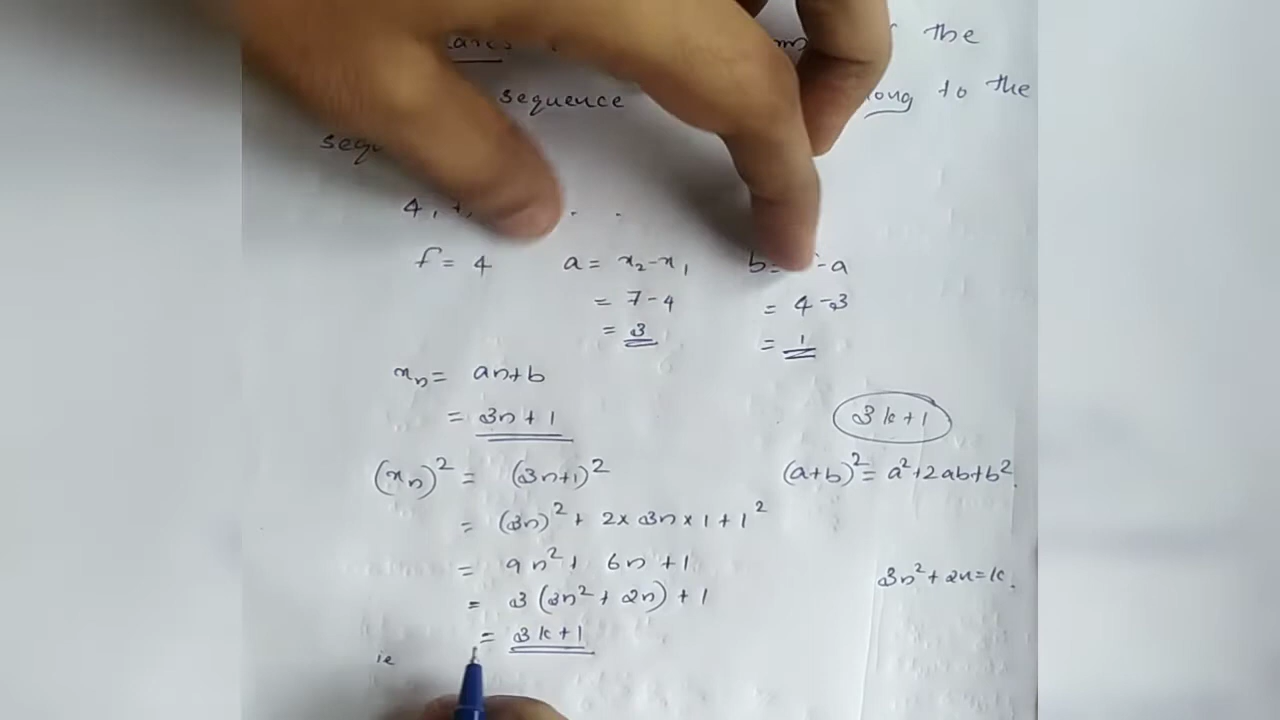 the
sequence to the
4,
f = 4 a = x₂-x₁ b= -a
= 7-4 = 4-3
= 3 = 1
xₙ = an+b
= 3n+1 3k+1
(xₙ)² = (3n+1)² (a+b)² = a²+2ab+b².
= (3n)² + 2×3n×1+1²
= 9n² + 6n +1
= 3(3n² + 2n) + 1 3n²+2n=k.
= 3k+1
ie